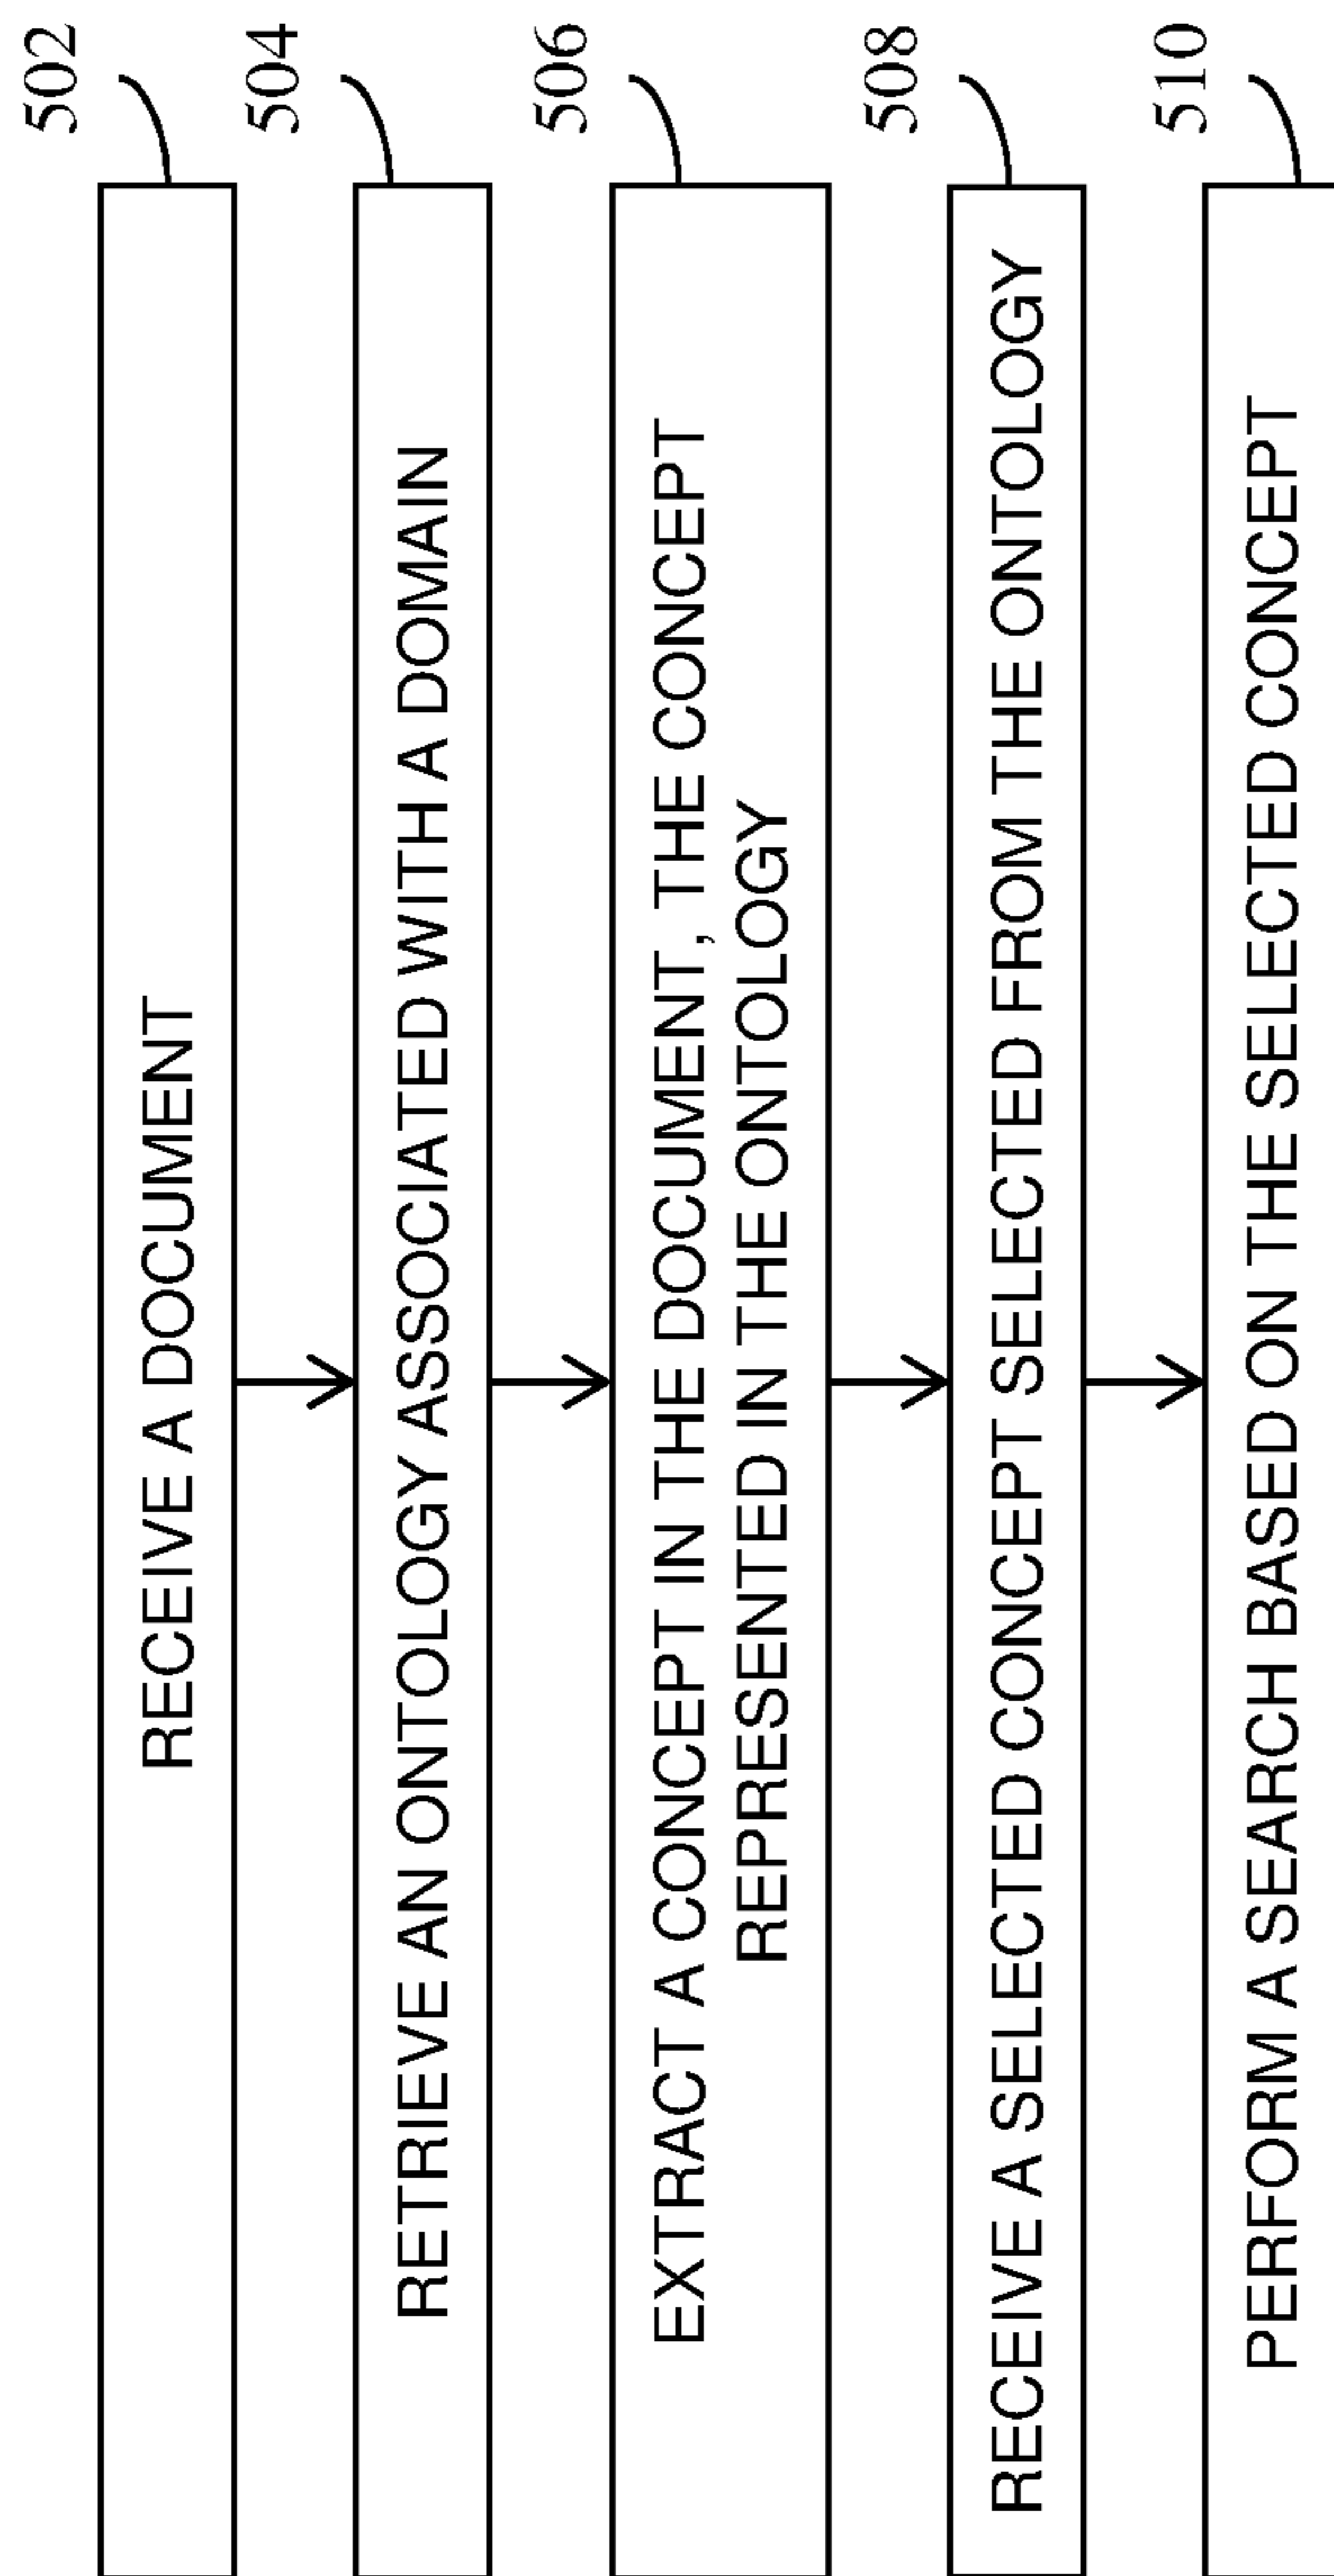 502
RECEIVE A DOCUMENT
504
RETRIEVE AN ONTOLOGY ASSOCIATED WITH A DOMAIN
506
EXTRACT A CONCEPT IN THE DOCUMENT, THE CONCEPT
REPRESENTED IN THE ONTOLOGY
508
RECEIVE A SELECTED CONCEPT SELECTED FROM THE ONTOLOGY
510
PERFORM A SEARCH BASED ON THE SELECTED CONCEPT